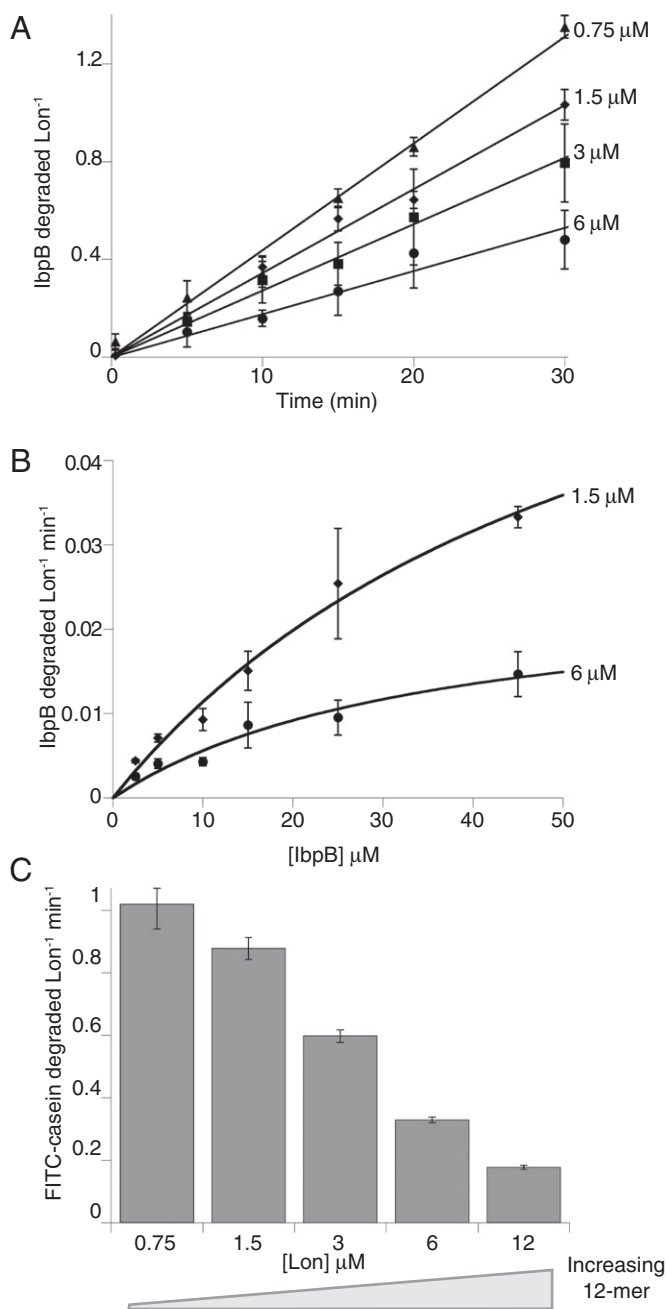 A
IbpB degraded Lon⁻¹
1.2
0.8
0.4
0
0.75 µM
1.5 µM
3 µM
6 µM
0
10
20
30
Time (min)
B
IbpB degraded Lon⁻¹ min⁻¹
0.04
0.03
0.02
0.01
0
1.5 µM
6 µM
0
10
20
30
40
50
[IbpB] µM
C
FITC-casein degraded Lon⁻¹ min⁻¹
1
0.8
0.6
0.4
0.2
0
0.75
1.5
3
6
12
[Lon] µM
Increasing
12-mer